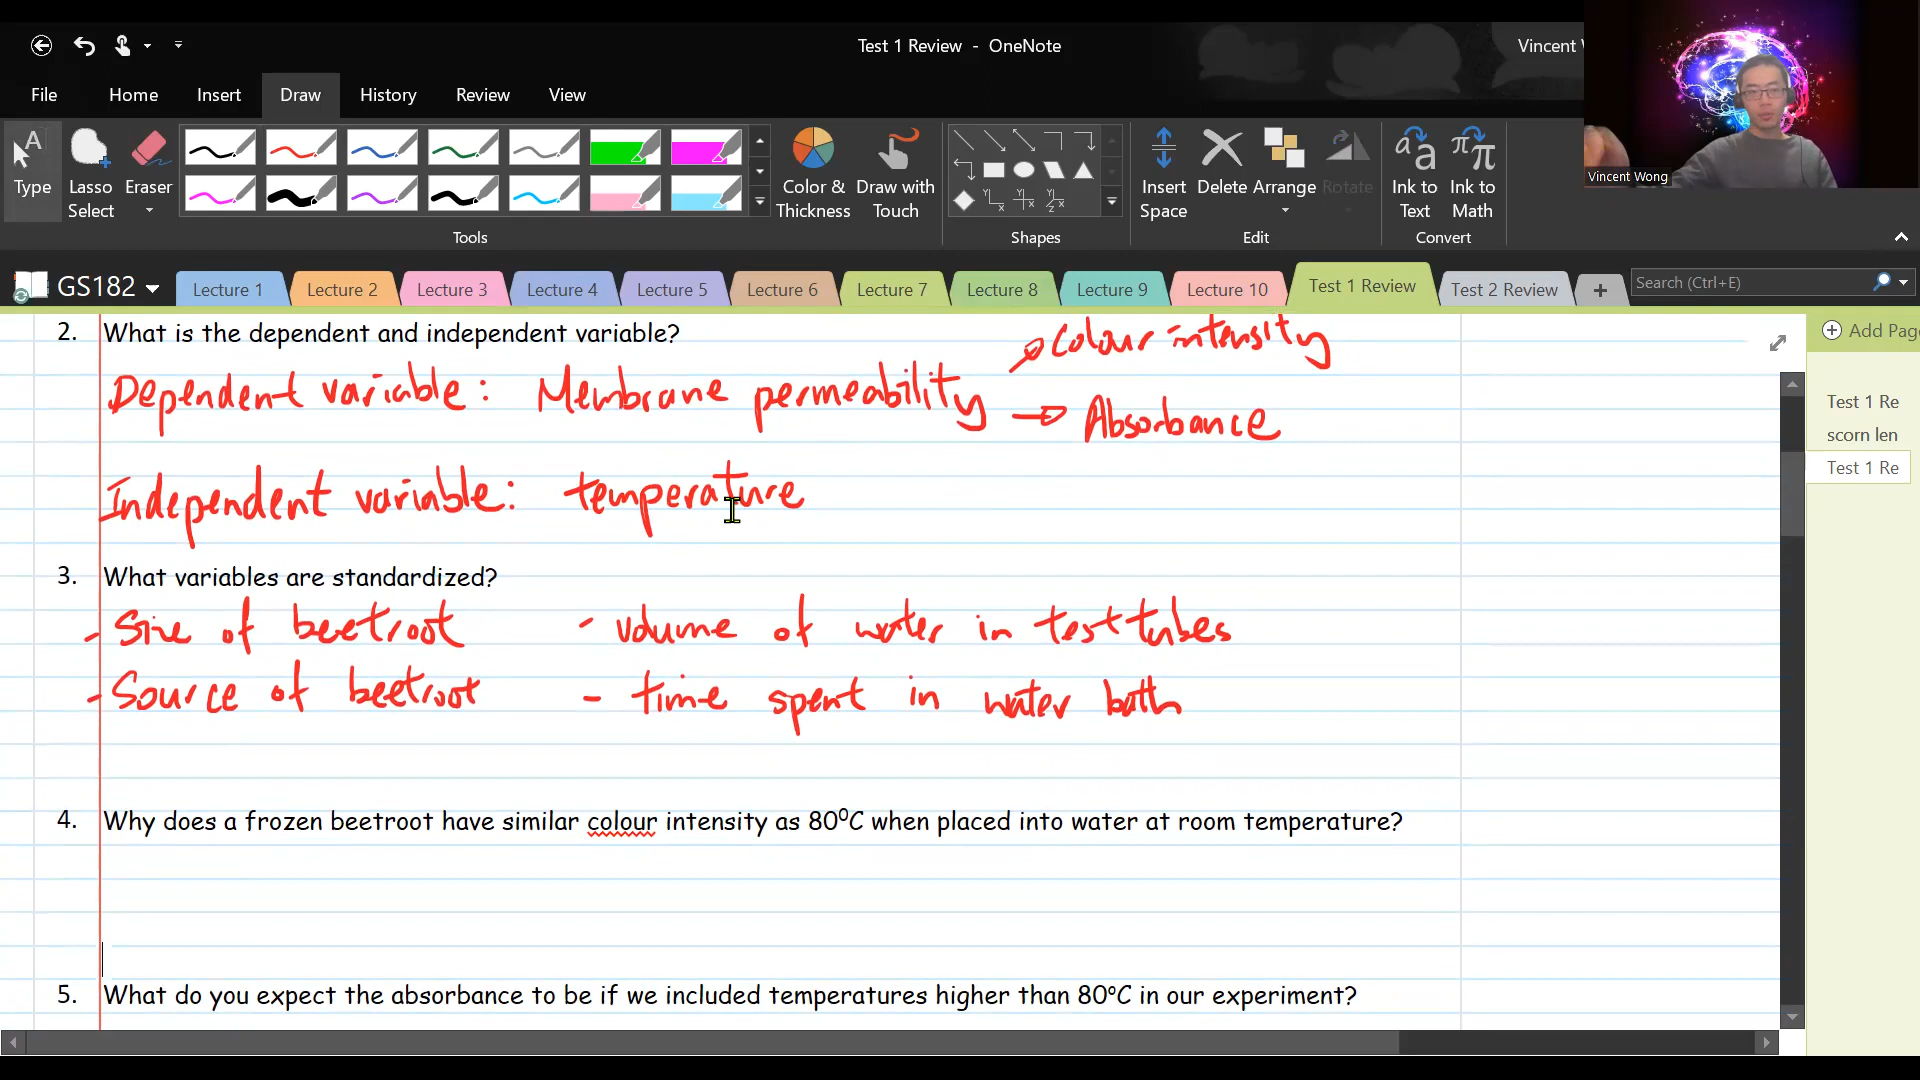 Test 1 Review - OneNote
Vincent W
File Home Insert Draw History Review View
Type
Lasso Select
Eraser
Color & Thickness
Draw with Touch
Insert Space
Delete
Arrange
Rotate
Ink to Text
Ink to Math
Tools Shapes Edit Convert
Vincent Wong
GS182 Lecture 1 Lecture 2 Lecture 3 Lecture 4 Lecture 5 Lecture 6 Lecture 7 Lecture 8 Lecture 9 Lecture 10 Test 1 Review Test 2 Review + Search (Ctrl+E)
Add Pag
Test 1 Re
scorn len
Test 1 Re
2. What is the dependent and independent variable?
Colour intensity
Dependent variable: Membrane permeability → Absorbance
Independent variable: temperature
3. What variables are standardized?
- Size of beetroot - volume of water in test tubes
- Source of beetroot - time spent in water bath
4. Why does a frozen beetroot have similar colour intensity as 80⁰C when placed into water at room temperature?
5. What do you expect the absorbance to be if we included temperatures higher than 80°C in our experiment?